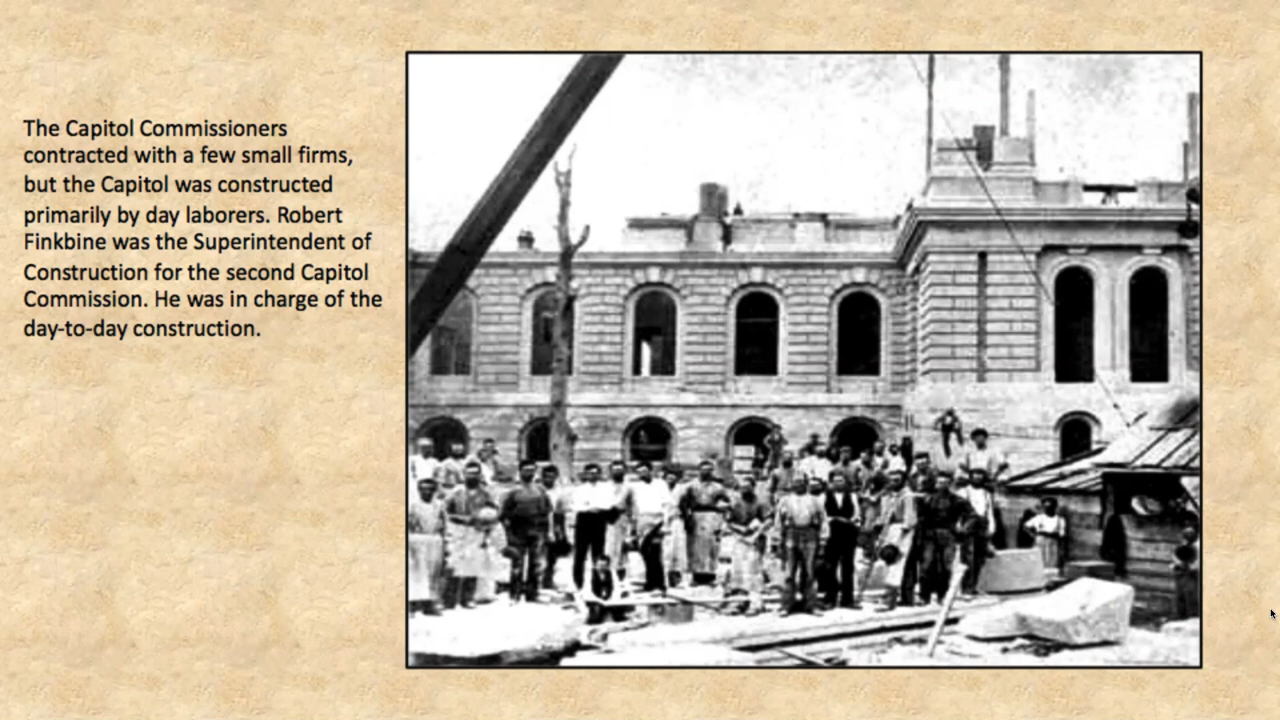 The Capitol Commissioners
contracted with a few small firms,
but the Capitol was constructed
primarily by day laborers. Robert
Finkbine was the Superintendent of
Construction for the second Capitol
Commission. He was in charge of the
day-to-day construction.